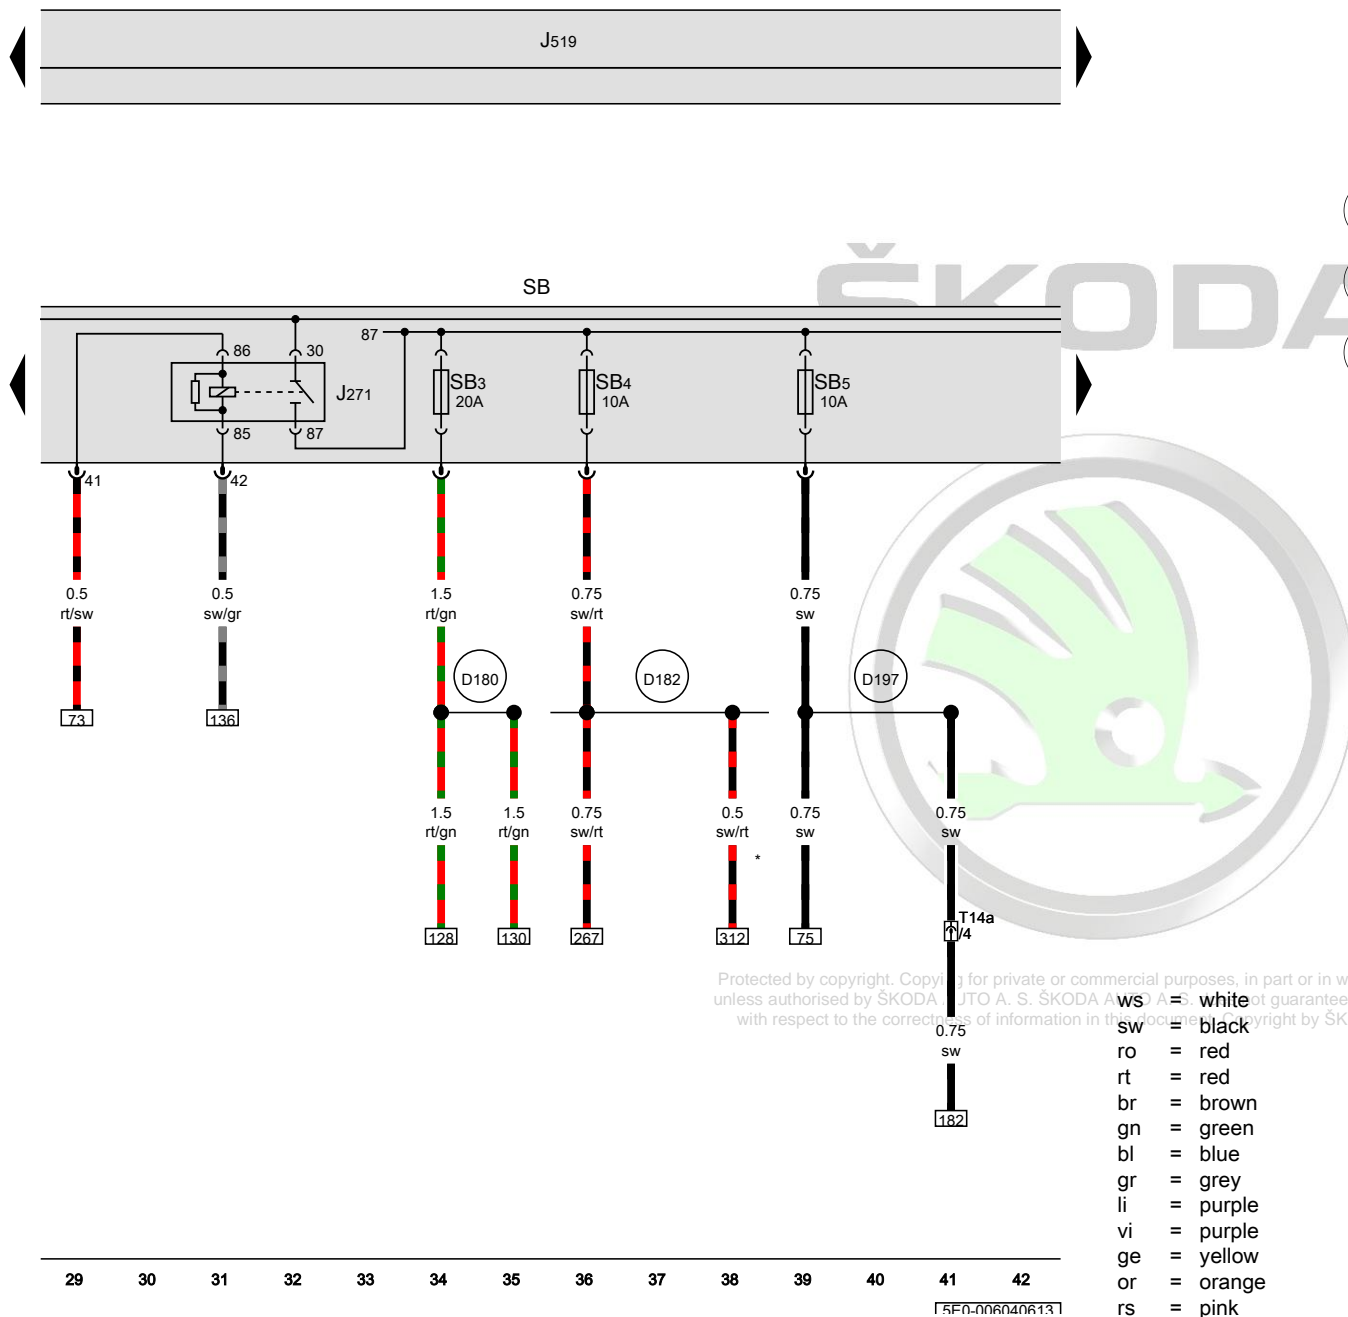 J519
ŠKODA
SB
87
86
30
J271
SB3
20A
SB4
10A
SB5
10A
85
87
41
42
0.5
rt/sw
0.5
sw/gr
1.5
rt/gn
0.75
sw/rt
0.75
sw
D180
D182
D197
73
136
1.5
rt/gn
1.5
rt/gn
0.75
sw/rt
0.5
sw/rt
*
0.75
sw
0.75
sw
T14a
/4
128
130
267
312
75
Protected by copyright. Copying for private or commercial purposes, in part or in
unless authorised by ŠKODA AUTO A. S. ŠKODA AUTO A. S. not guarantee
with respect to the correctness of information in this document. Copyright by ŠK
0.75
sw
182
ws = white
sw = black
ro = red
rt = red
br = brown
gn = green
bl = blue
gr = grey
li = purple
vi = purple
ge = yellow
or = orange
rs = pink
29 30 31 32 33 34 35 36 37 38 39 40 41 42
5E0-006040613